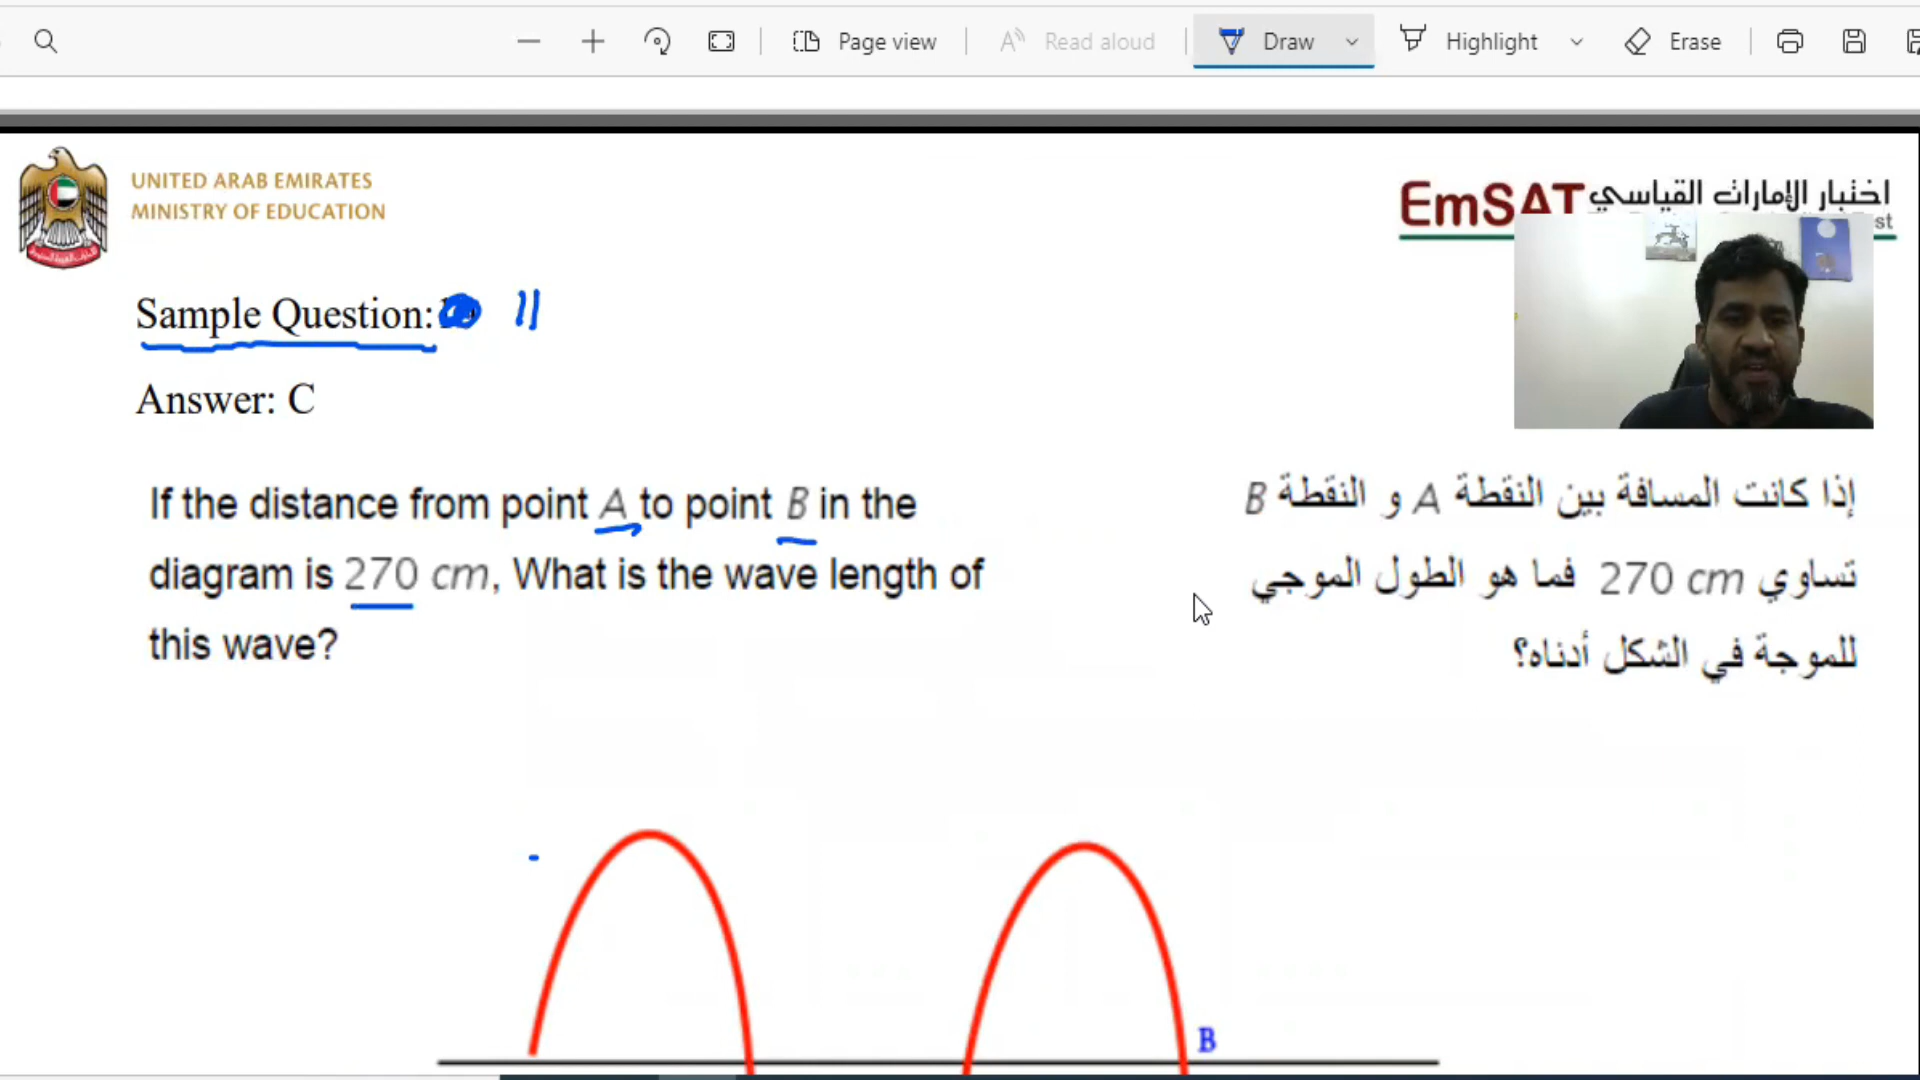 Page view
Read aloud
Draw
Highlight
Erase
UNITED ARAB EMIRATES
MINISTRY OF EDUCATION
EmSAT اختبار الإمارات القياسي
st
Sample Question: 11
Answer: C
If the distance from point A to point B in the
diagram is 270 cm, What is the wave length of
this wave?
إذا كانت المسافة بين النقطة A و النقطة B
تساوي 270 cm فما هو الطول الموجي
للموجة في الشكل أدناه؟
B